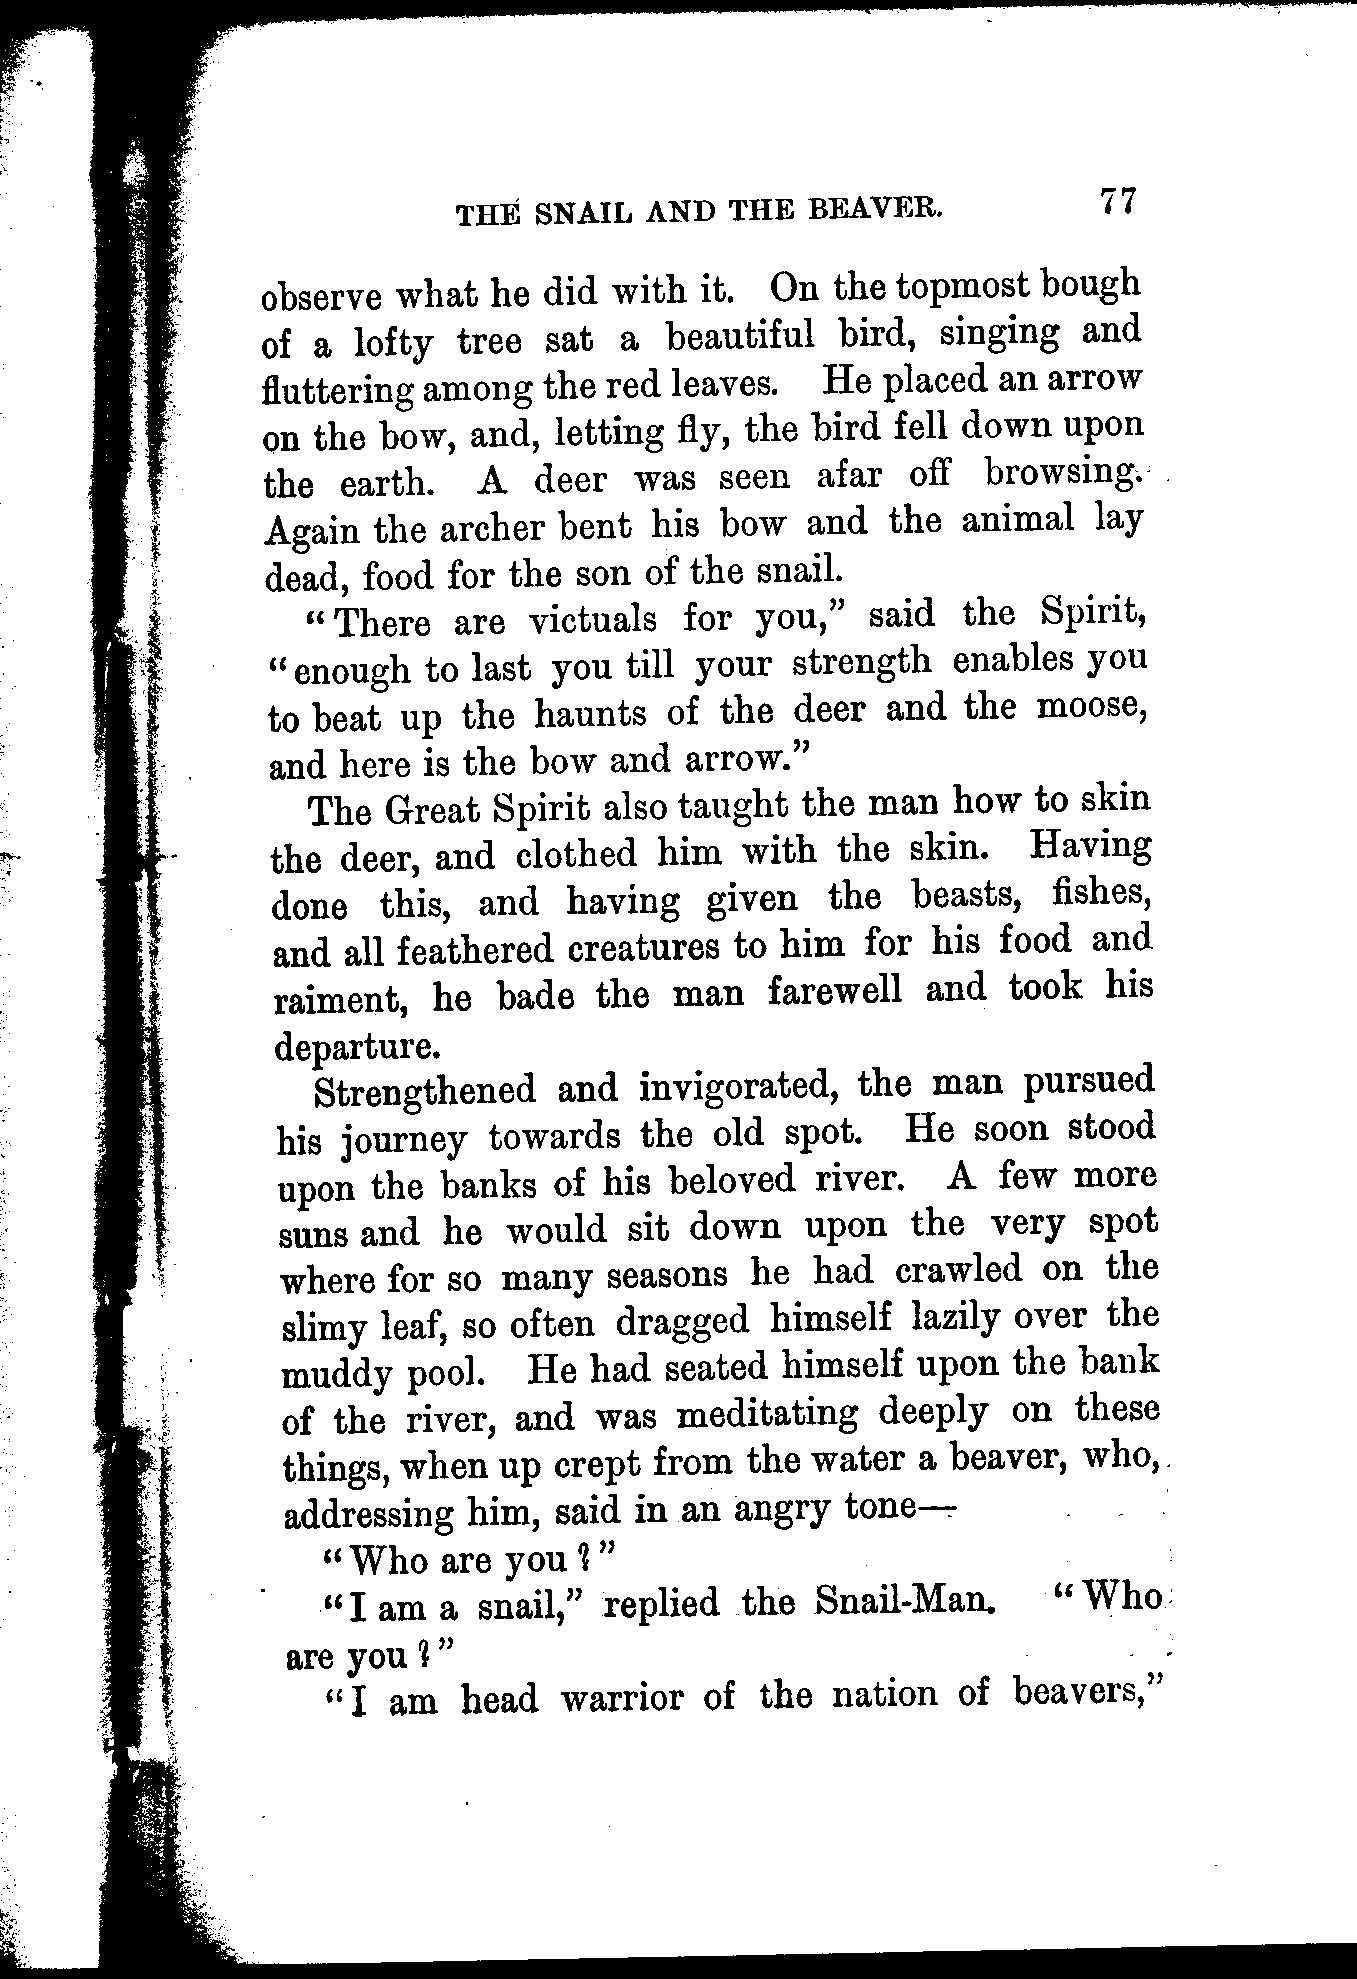 THE SNAIL AND THE BEAVER. 77
observe what he did with it. On the topmost bough
of a lofty tree sat a beautiful bird, singing and
fluttering among the red leaves. He placed an arrow
on the bow, and, letting fly, the bird fell down upon
the earth. A deer was seen afar off browsing.
Again the archer bent his bow and the animal lay
dead, food for the son of the snail.
“There are victuals for you,” said the Spirit,
“enough to last you till your strength enables you
to beat up the haunts of the deer and the moose,
and here is the bow and arrow.”
The Great Spirit also taught the man how to skin
the deer, and clothed him with the skin. Having
done this, and having given the beasts, fishes,
and all feathered creatures to him for his food and
raiment, he bade the man farewell and took his
departure.
Strengthened and invigorated, the man pursued
his journey towards the old spot. He soon stood
upon the banks of his beloved river. A few more
suns and he would sit down upon the very spot
where for so many seasons he had crawled on the
slimy leaf, so often dragged himself lazily over the
muddy pool. He had seated himself upon the bank
of the river, and was meditating deeply on these
things, when up crept from the water a beaver, who,
addressing him, said in an angry tone—
“Who are you?”
“I am a snail,” replied the Snail-Man. “Who
are you?”
“I am head warrior of the nation of beavers,”